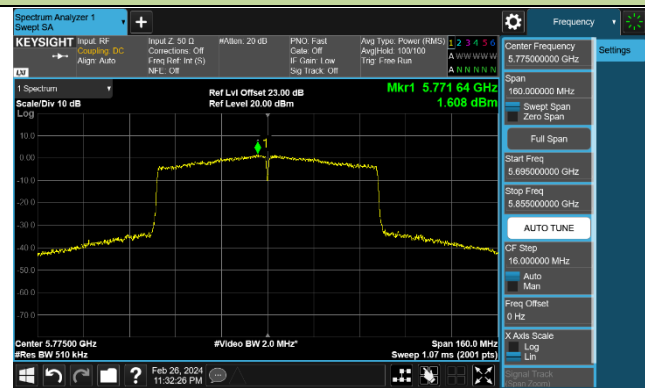 Spectrum Analyzer 1
Swept SA
Frequency
KEYSIGHT
Input: RF
Coupling: DC
Align: Auto
Input Z: 50 Ω
Corrections: Off
Freq Ref: Int (S)
NFE: Off
#Atten: 20 dB
PNO: Fast
Gate: Off
IF Gain: Low
Sig Track: Off
Avg Type: Power (RMS)
Avg|Hold: 100/100
Trig: Free Run
1 2 3 4 5 6
A W W W W W
A N N N N N
LXI
1 Spectrum
Scale/Div 10 dB
Log
Ref Lvl Offset 23.00 dB
Ref Level 20.00 dBm
Mkr1 5.771 64 GHz
1.608 dBm
10.0
0.00
-10.0
-20.0
-30.0
-40.0
-50.0
-60.0
-70.0
1
Center 5.77500 GHz
#Res BW 510 kHz
#Video BW 2.0 MHz*
Span 160.0 MHz
Sweep 1.07 ms (2001 pts)
Feb 26, 2024
11:32:26 PM
?
Center Frequency
5.775000000 GHz
Span
160.000000 MHz
Swept Span
Zero Span
Full Span
Start Freq
5.695000000 GHz
Stop Freq
5.855000000 GHz
AUTO TUNE
CF Step
16.000000 MHz
Auto
Man
Freq Offset
0 Hz
X Axis Scale
Log
Lin
Signal Track
(Span Zoom)
Settings